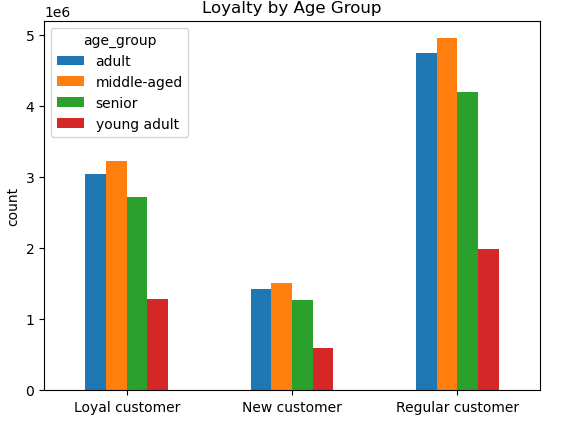 Loyalty by Age Group
1e6
age_group
adult
middle-aged
senior
young adult
5
4
3
2
1
0
count
Loyal customer
New customer
Regular customer